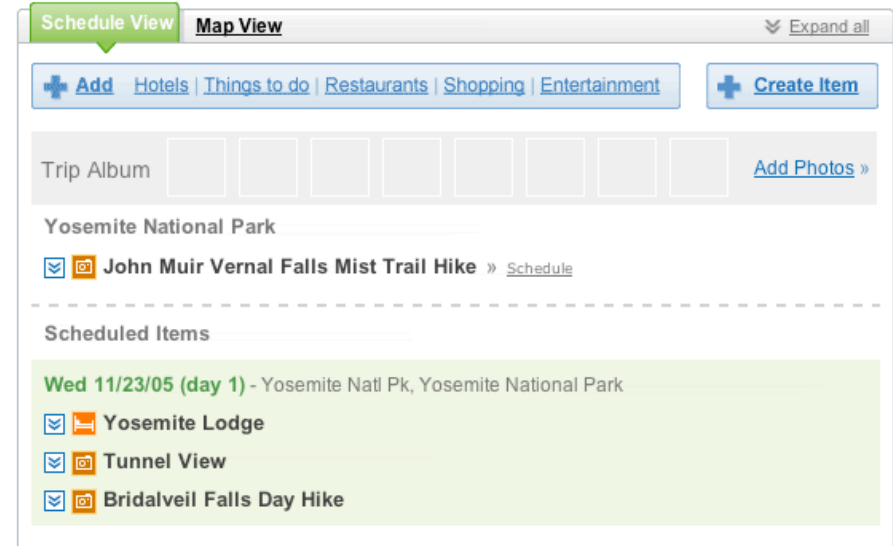 Schedule View Map View Expand all
Add Hotels | Things to do | Restaurants | Shopping | Entertainment Create Item
Trip Album Add Photos »
Yosemite National Park
John Muir Vernal Falls Mist Trail Hike » Schedule
Scheduled Items
Wed 11/23/05 (day 1) - Yosemite Natl Pk, Yosemite National Park
Yosemite Lodge
Tunnel View
Bridalveil Falls Day Hike